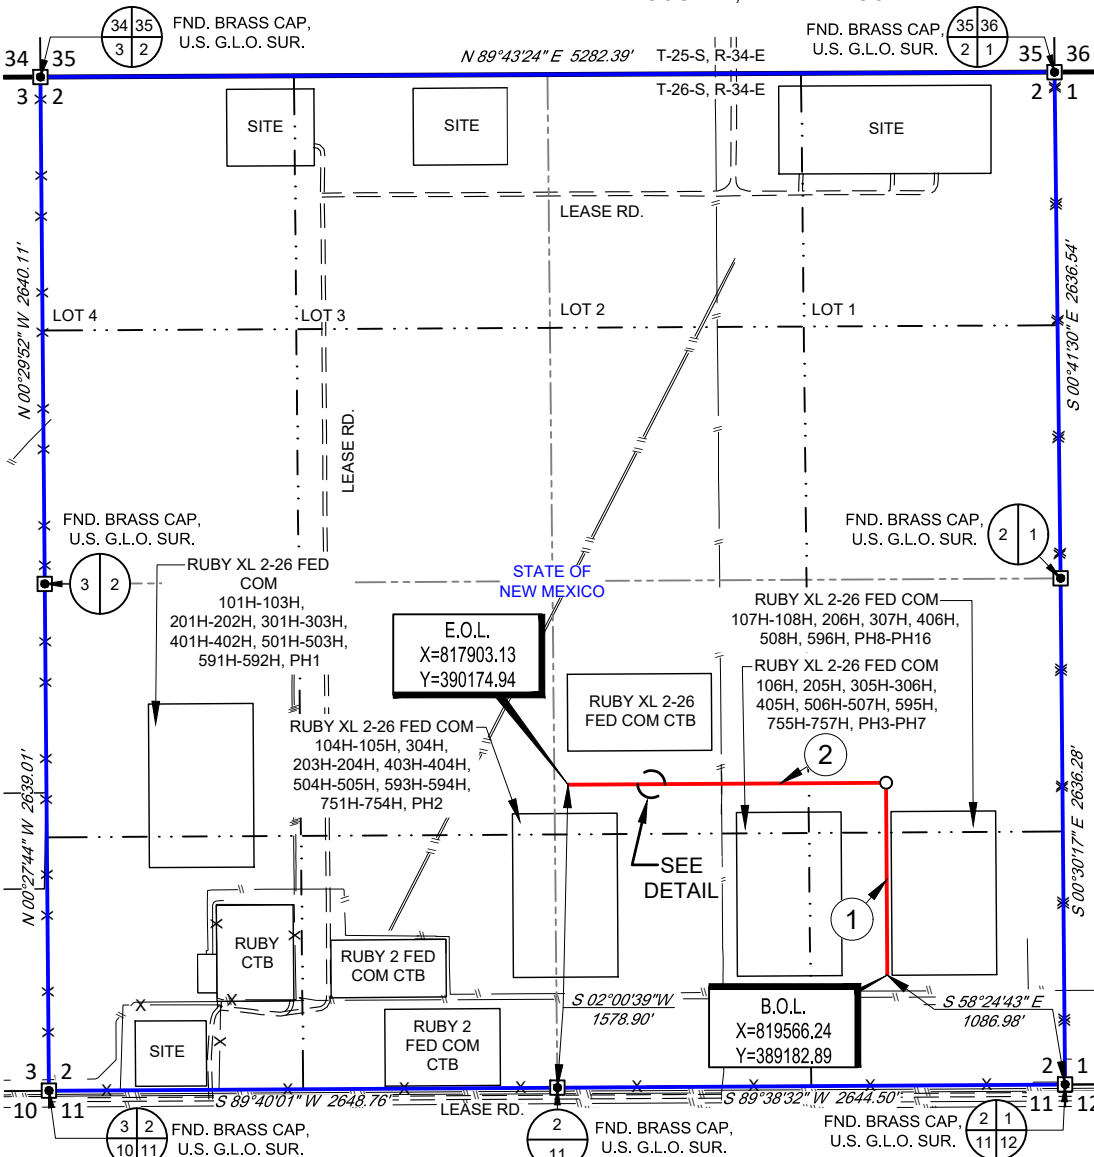 34 35
3 2
FND. BRASS CAP,
U.S. G.L.O. SUR.
N 89°43'24" E 5282.39'
T-25-S, R-34-E
T-26-S, R-34-E
FND. BRASS CAP,
U.S. G.L.O. SUR.
35 36
2 1
34 35
3 2
35 36
2 1
SITE
SITE
SITE
LEASE RD.
N 00°29'52" W 2640.11'
S 00°41'30" E 2636.54'
LOT 4
LOT 3
LOT 2
LOT 1
LEASE RD.
FND. BRASS CAP,
U.S. G.L.O. SUR.
3 2
FND. BRASS CAP,
U.S. G.L.O. SUR.
2 1
STATE OF
NEW MEXICO
RUBY XL 2-26 FED
COM
101H-103H,
201H-202H, 301H-303H,
401H-402H, 501H-503H,
591H-592H, PH1
E.O.L.
X=817903.13
Y=390174.94
RUBY XL 2-26 FED COM
107H-108H, 206H, 307H, 406H,
508H, 596H, PH8-PH16
RUBY XL 2-26 FED COM
106H, 205H, 305H-306H,
405H, 506H-507H, 595H,
755H-757H, PH3-PH7
RUBY XL 2-26
FED COM CTB
RUBY XL 2-26 FED COM
104H-105H, 304H,
203H-204H, 403H-404H,
504H-505H, 593H-594H,
751H-754H, PH2
2
N 00°27'44" W 2639.01'
S 00°30'17" E 2636.28'
SEE
DETAIL
1
RUBY
CTB
RUBY 2 FED
COM CTB
S 02°00'39"W
1578.90'
B.O.L.
X=819566.24
Y=389182.89
S 58°24'43" E
1086.98'
SITE
RUBY 2
FED COM
CTB
3 2
10 11
2 1
11 12
S 89°40'01" W 2648.76'
LEASE RD.
S 89°38'32" W 2644.50'
3 2
10 11
FND. BRASS CAP,
U.S. G.L.O. SUR.
2
11
FND. BRASS CAP,
U.S. G.L.O. SUR.
FND. BRASS CAP,
U.S. G.L.O. SUR.
2 1
11 12